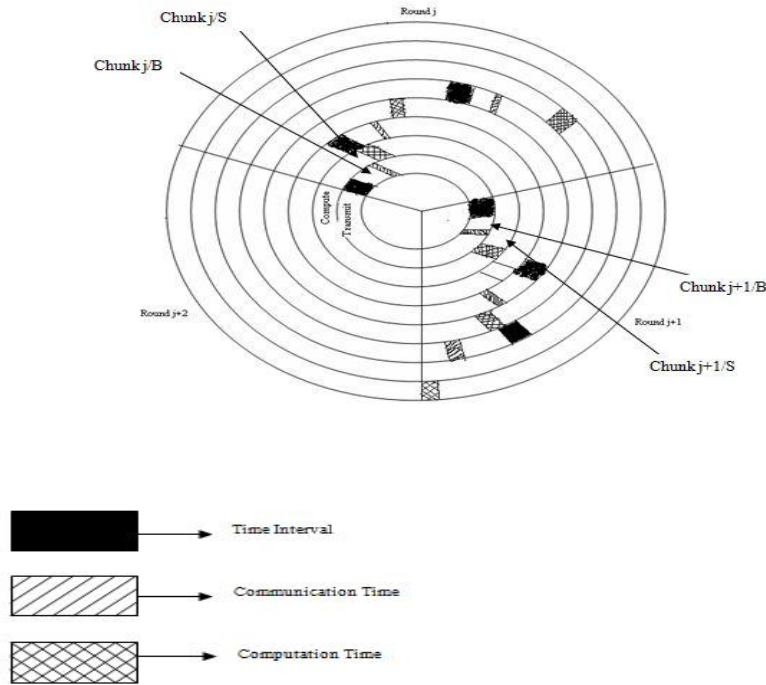 Round j
Chunk j/S
Chunk j/B
Compute
Transmit
Chunk j+1/B
Round j+2
Round j+1
Chunk j+1/S
Time Interval
Communication Time
Computation Time